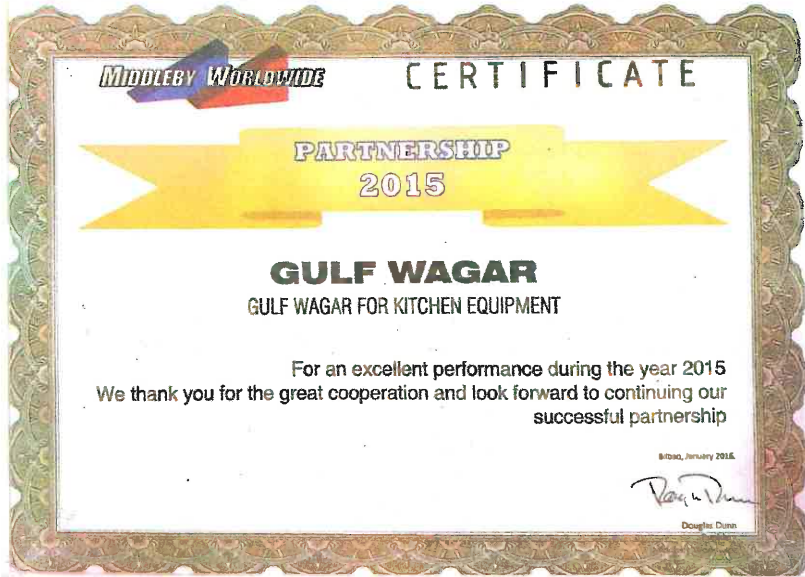 MIDDLEBY WORLDWIDE
CERTIFICATE
PARTNERSHIP
2015
GULF WAGAR
GULF WAGAR FOR KITCHEN EQUIPMENT
For an excellent performance during the year 2015
We thank you for the great cooperation and look forward to continuing our
successful partnership
Bilbao, January 2016.
Douglas Dunn